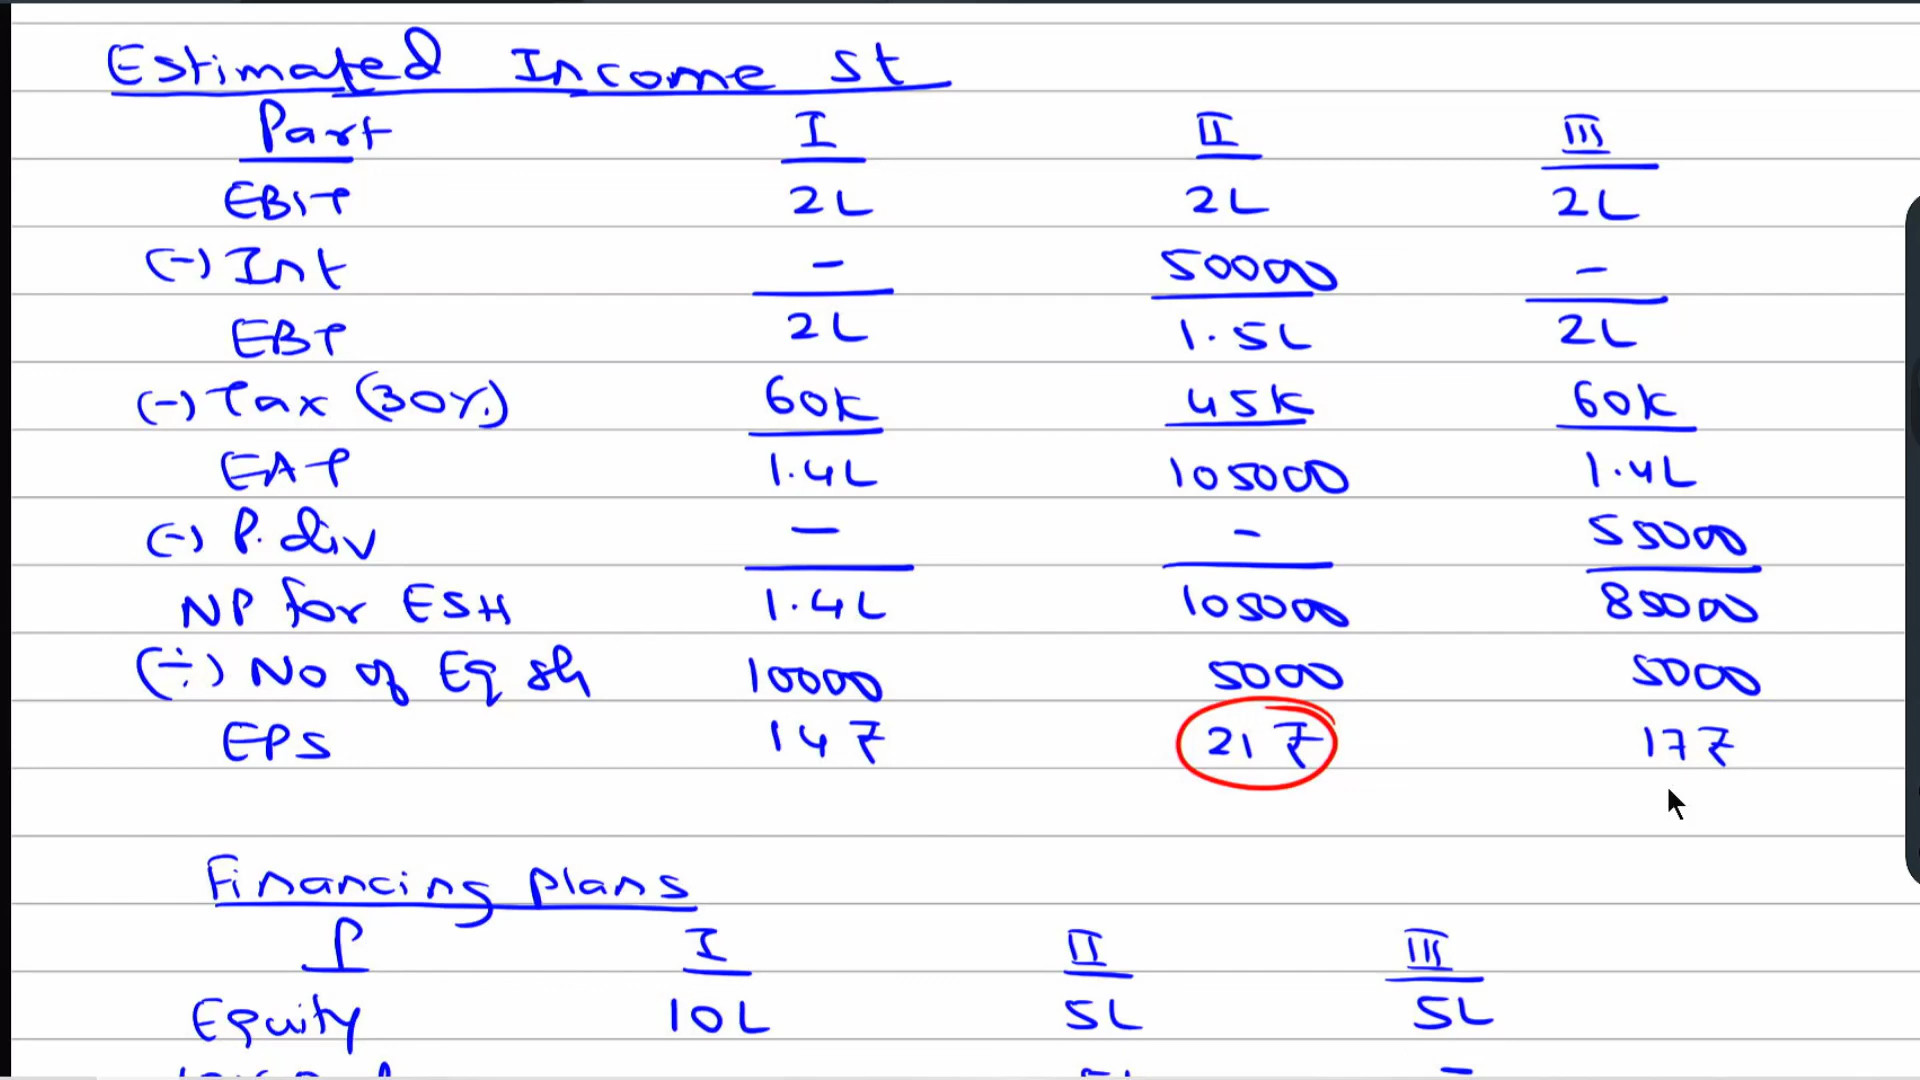 Estimated Income St
Part I II III
EBIT 2L 2L 2L
(-) Int - 50000 -
EBT 2L 1.5L 2L
(-) Tax (30%) 60k 45k 60k
EAT 1.4L 105000 1.4L
(-) P. div - - 55000
NP for ESH 1.4L 105000 85000
(÷) No of Eq sh 10000 5000 5000
EPS 14₹ 21₹ 17₹
Financing plans
P I II III
Equity 10L 5L 5L
-